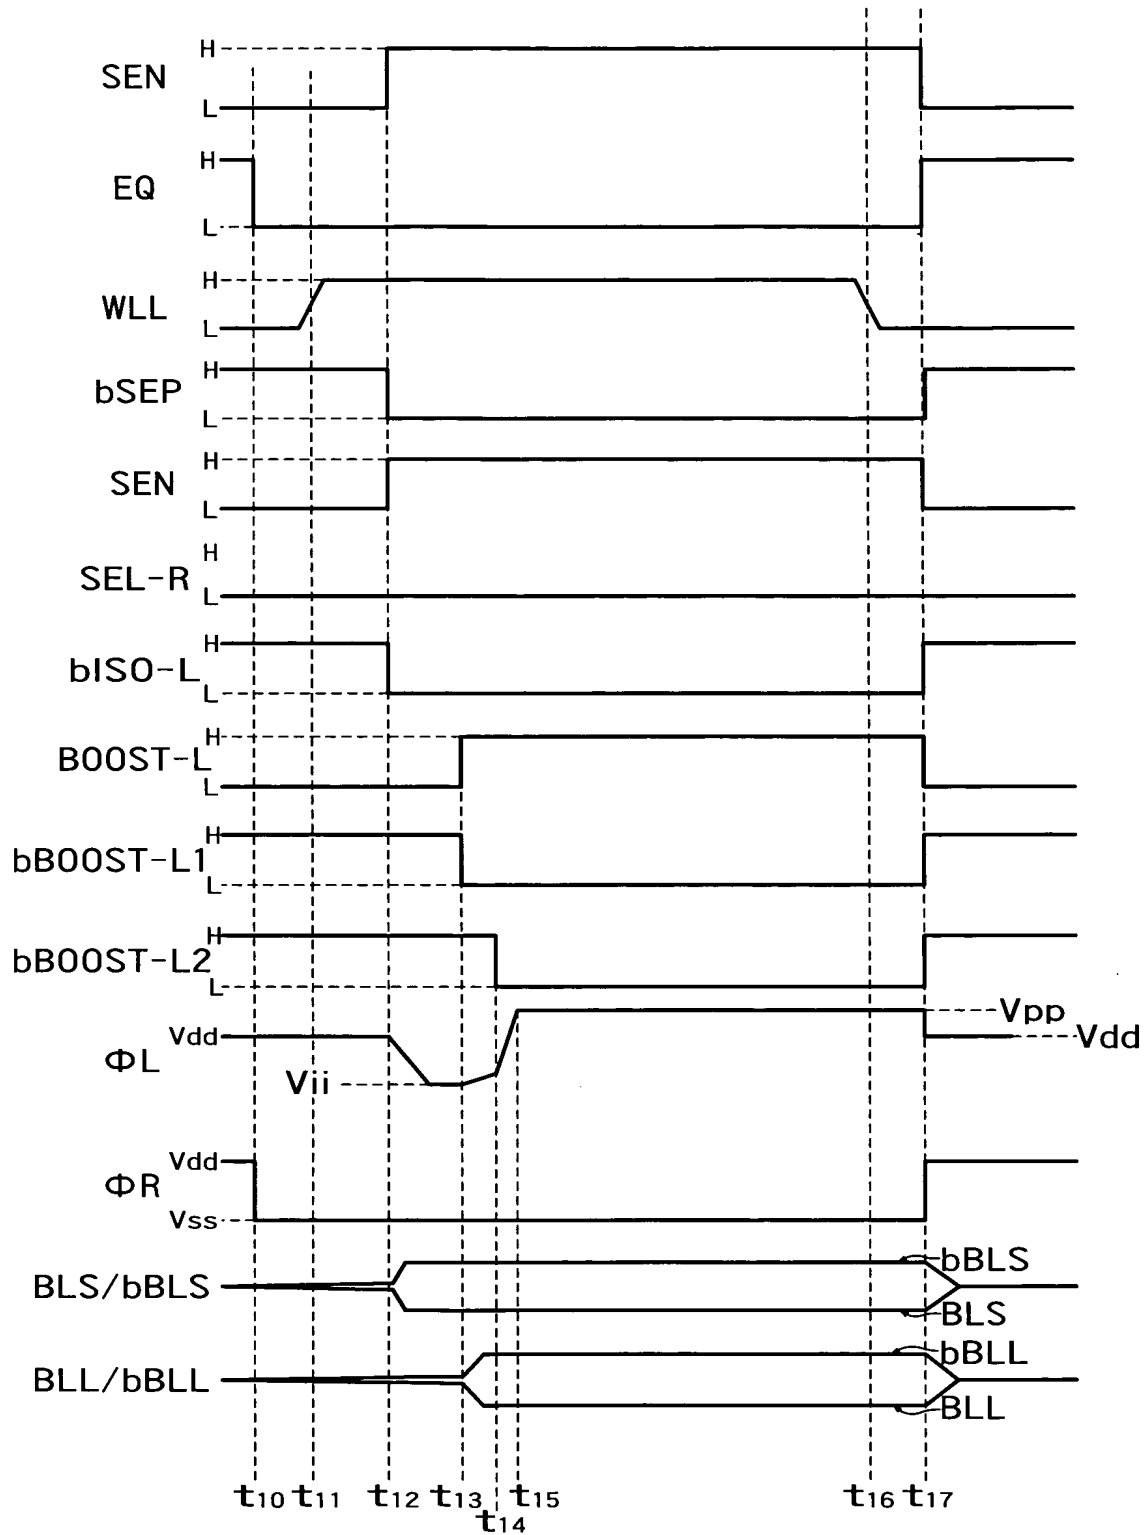 H
SEN
L
H
EQ
L
H
WLL
L
H
bSEP
L
H
SEN
L
H
SEL-R
L
H
bISO-L
L
H
BOOST-L
L
H
bBOOST-L1
L
H
bBOOST-L2
L
Vpp
Vdd
Vdd
ΦL
Vii
Vdd
ΦR
Vss
bBLS
BLS/bBLS
BLS
bBLL
BLL/bBLL
BLL
t10 t11 t12 t13 t15 t16 t17
t14